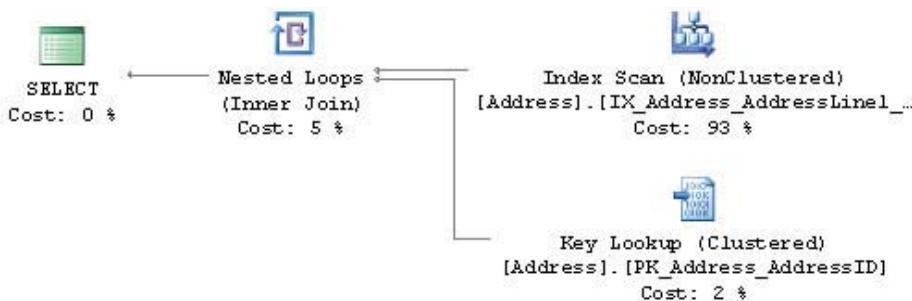 SELECT
Cost: 0 %
Nested Loops
(Inner Join)
Cost: 5 %
Index Scan (NonClustered)
[Address].[IX_Address_AddressLine1_…
Cost: 93 %
Key Lookup (Clustered)
[Address].[PK_Address_AddressID]
Cost: 2 %